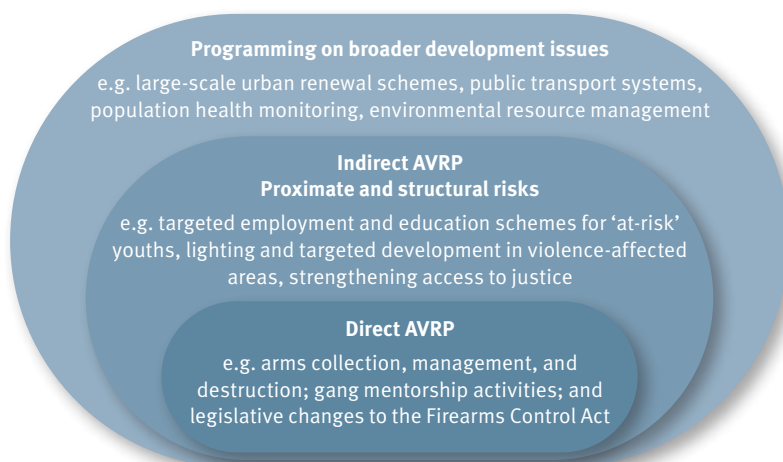 Programming on broader development issues
e.g. large-scale urban renewal schemes, public transport systems,
population health monitoring, environmental resource management
Indirect AVRP
Proximate and structural risks
e.g. targeted employment and education schemes for ‘at-risk’
youths, lighting and targeted development in violence-affected
areas, strengthening access to justice
Direct AVRP
e.g. arms collection, management, and
destruction; gang mentorship activities; and
legislative changes to the Firearms Control Act